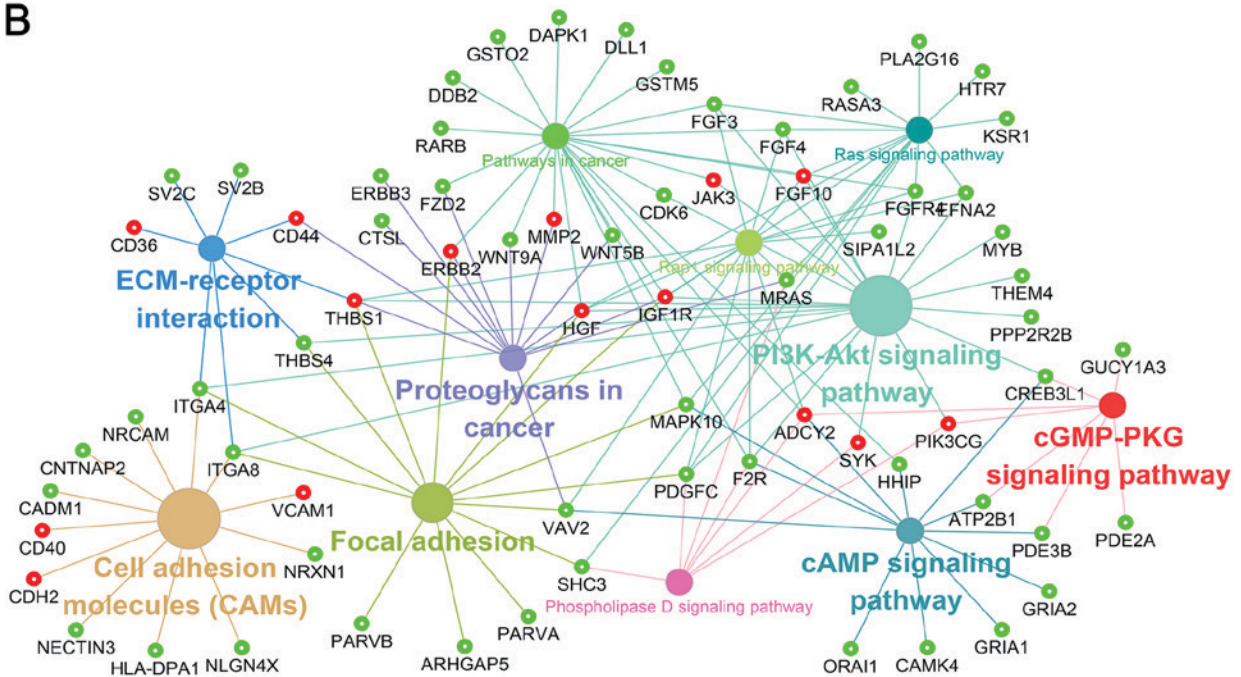 B
DAPK1
GSTO2
DLL1
PLA2G16
DDB2
GSTM5
HTR7
RASA3
FGF3
KSR1
RARB
FGF4
Pathways in cancer
Ras signaling pathway
SV2C
SV2B
ERBB3
FZD2
JAK3
FGF10
CDK6
FGFR4
EFNA2
CD36
CD44
CTSL
WNT9A
MMP2
WNT5B
SIPA1L2
MYB
ERBB2
Rap1 signaling pathway
ECM-receptor
interaction
MRAS
THEM4
THBS1
HGF
IGF1R
PPP2R2B
THBS4
PI3K-Akt signaling
pathway
GUCY1A3
Proteoglycans in
cancer
CREB3L1
ITGA4
MAPK10
ADCY2
PIK3CG
NRCAM
SYK
cGMP-PKG
signaling pathway
CNTNAP2
ITGA8
PDGFC
F2R
HHIP
CADM1
VCAM1
ATP2B1
VAV2
Focal adhesion
PDE3B
PDE2A
CD40
NRXN1
Cell adhesion
molecules (CAMs)
CDH2
SHC3
cAMP signaling
pathway
Phospholipase D signaling pathway
GRIA2
NECTIN3
PARVB
PARVA
GRIA1
HLA-DPA1
NLGN4X
ARHGAP5
ORAI1
CAMK4